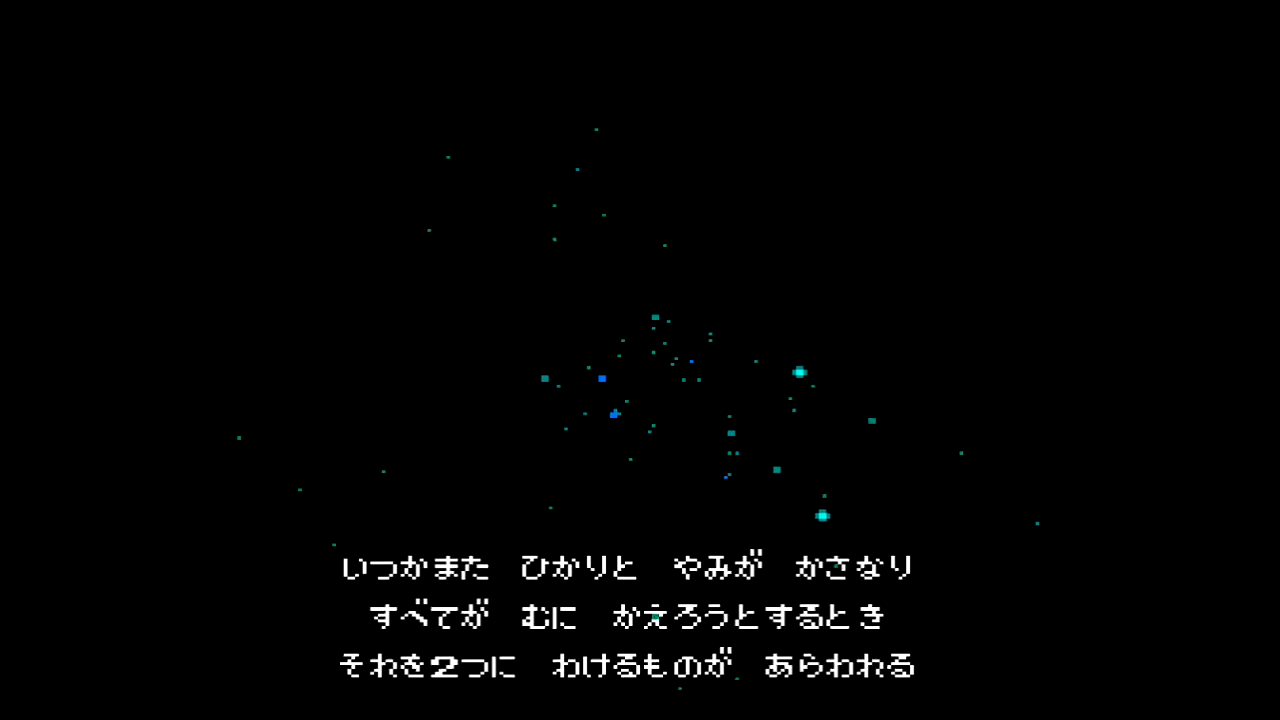 いつかまた　ひかりと　やみが　かさなり
すべてが　むに　かえろうとするとき
それを２つに　わけるものが　あらわれる